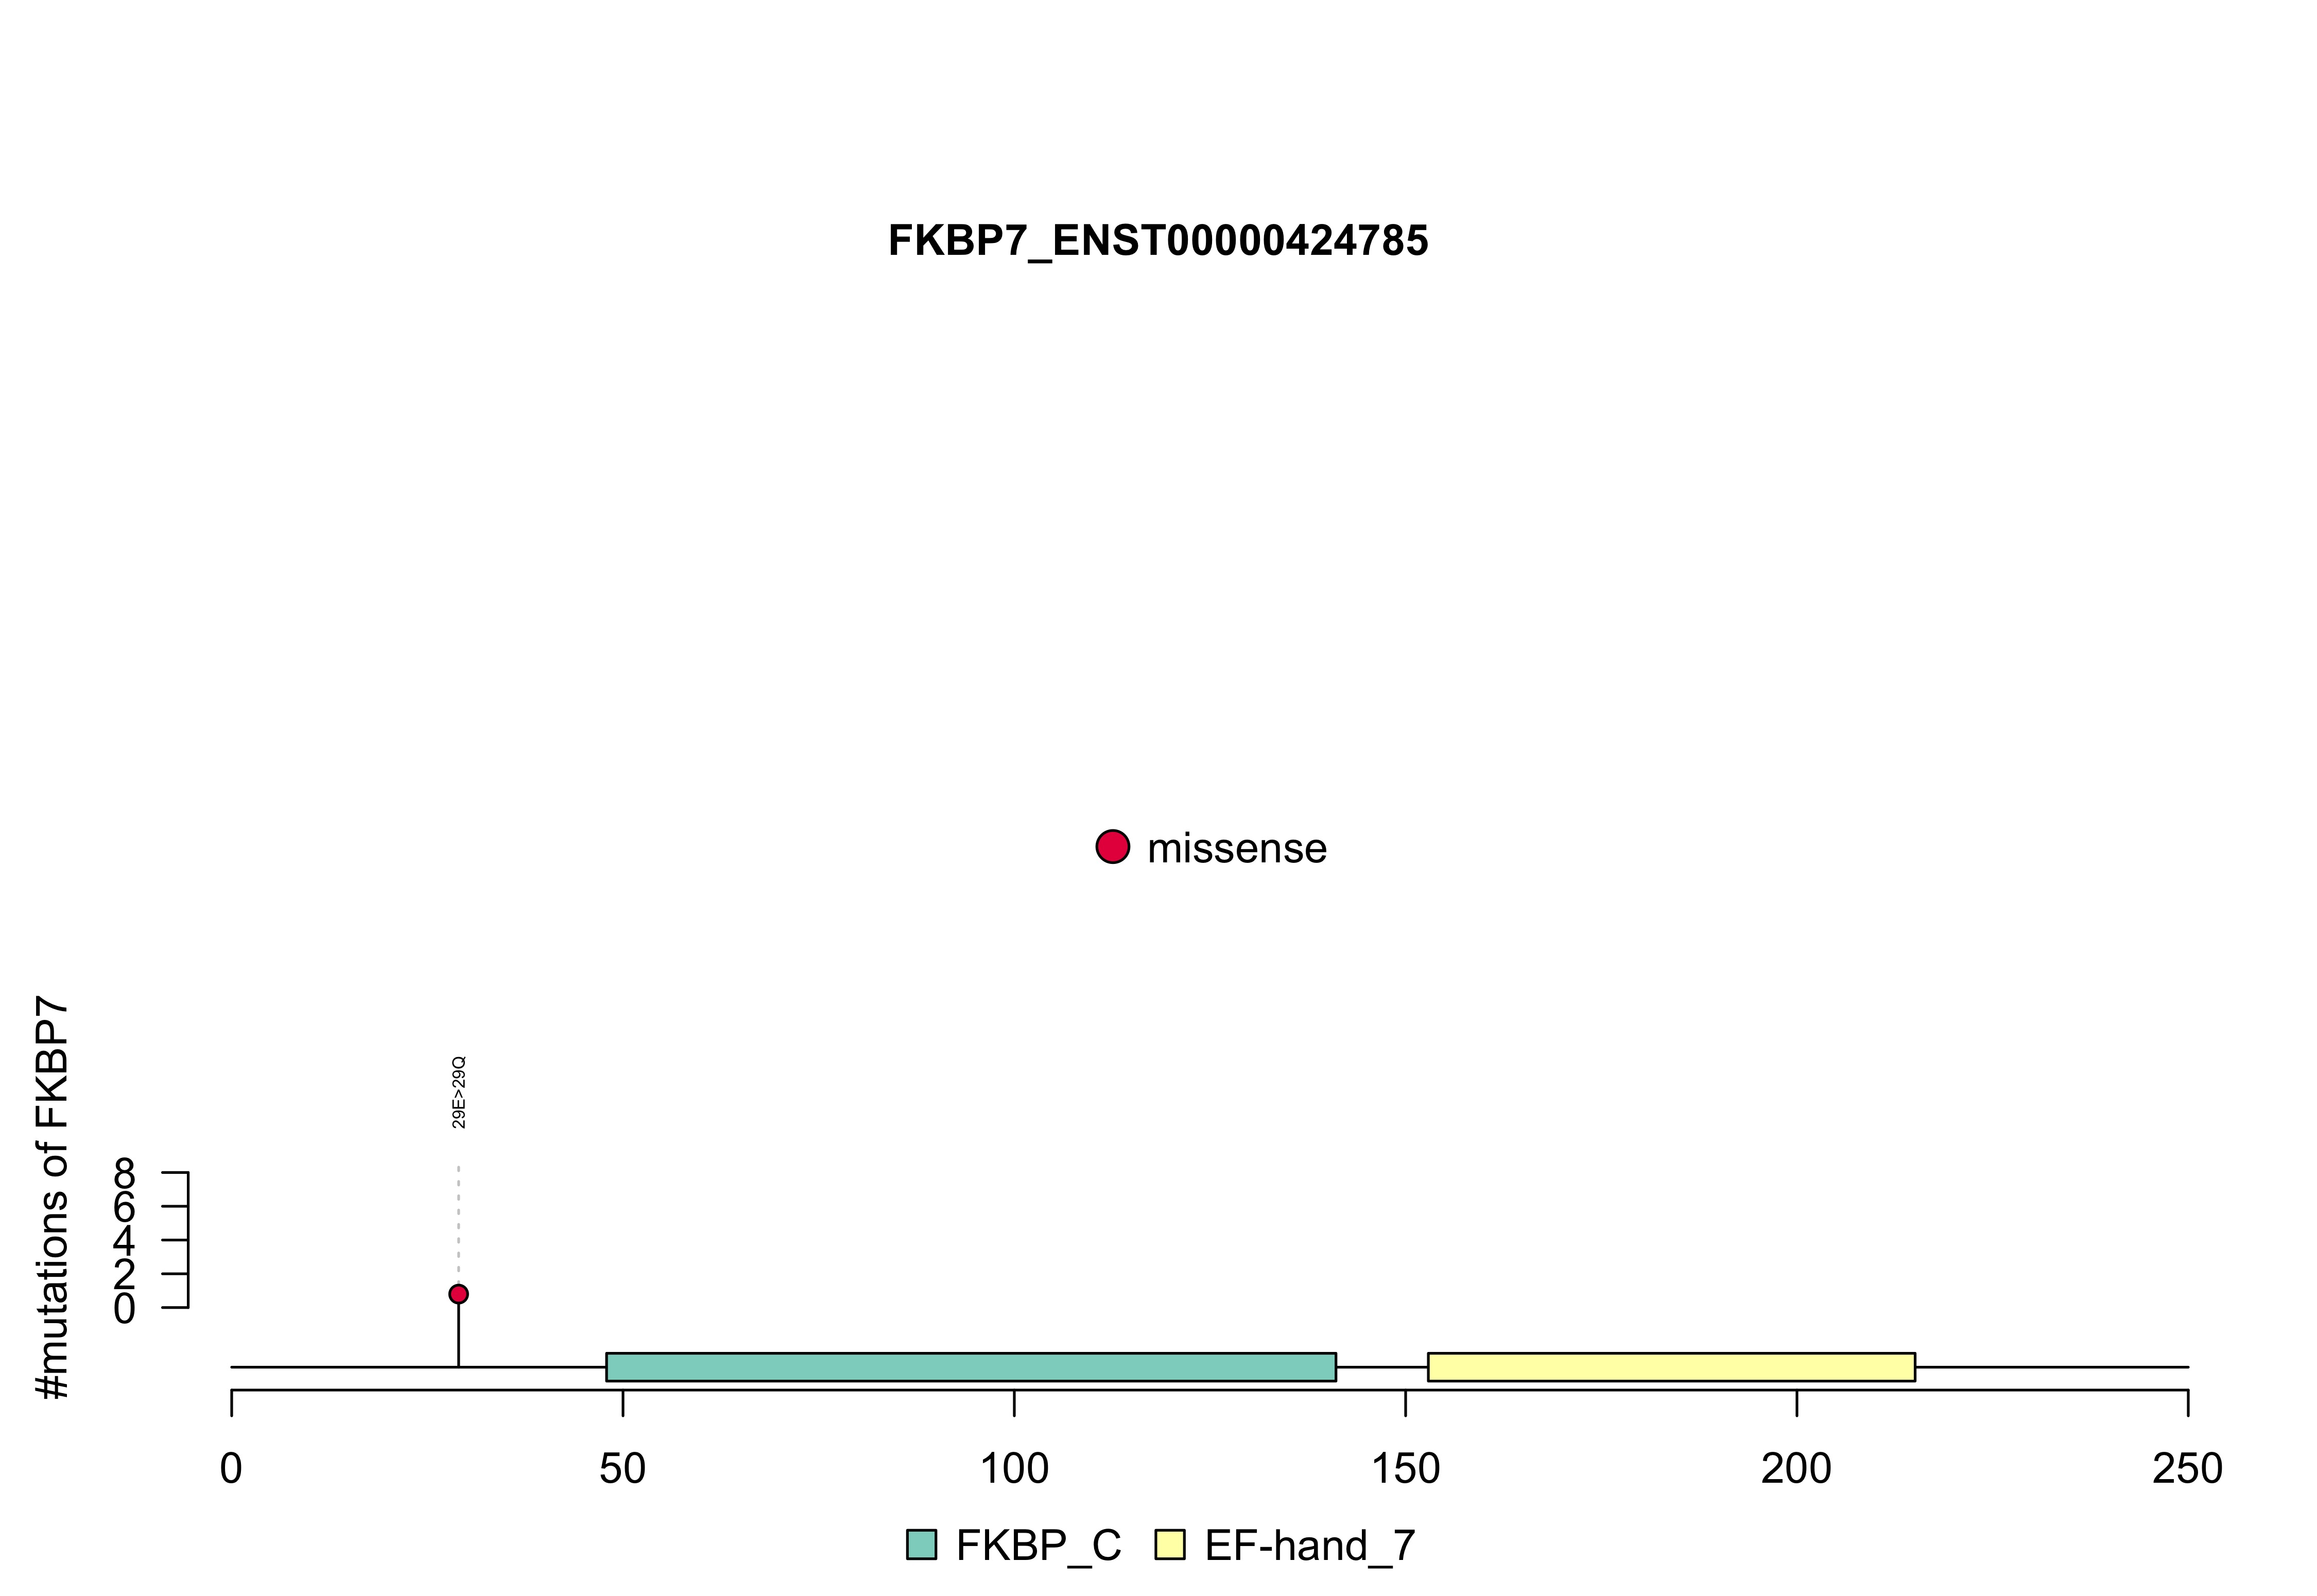 FKBP7_ENST00000424785
missense
#mutations of FKBP7
29E>29Q
8
6
4
2
0
0 50 100 150 200 250
FKBP_C EF-hand_7